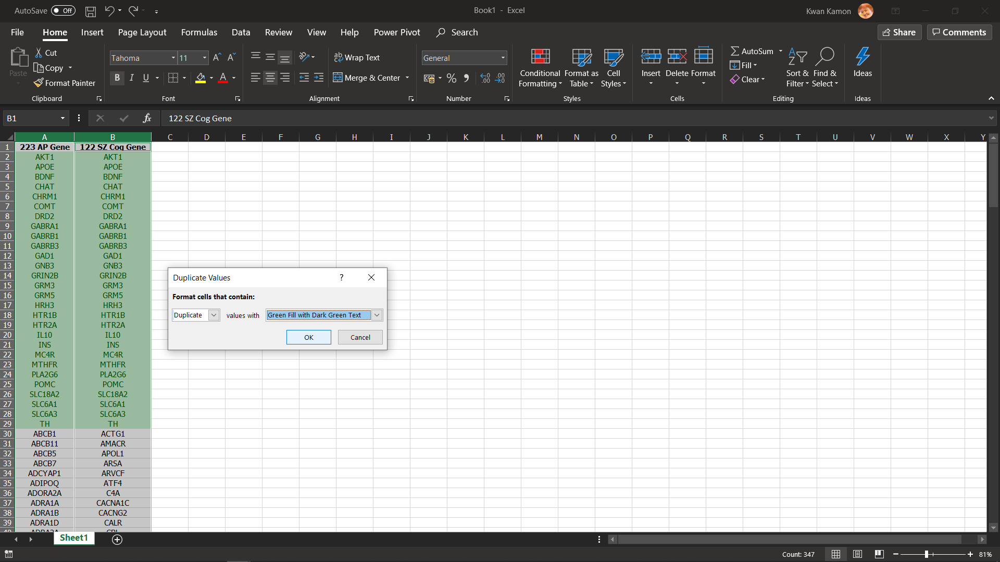 AutoSave Off
Book1 - Excel
Kwan Kamon
File Home Insert Page Layout Formulas Data Review View Help Power Pivot Search
Share Comments
Paste
Cut
Copy
Format Painter
Clipboard
Tahoma 11
B I U
Font
Wrap Text
Merge & Center
Alignment
General
Number
Conditional Formatting
Format as Table
Cell Styles
Styles
Insert Delete Format
Cells
AutoSum
Fill
Clear
Sort & Filter
Find & Select
Editing
Ideas
Ideas
B1 fx 122 SZ Cog Gene
A B C D E F G H I J K L M N O P Q R S T U V W X Y
1 223 AP Gene 122 SZ Cog Gene
2 AKT1 AKT1
3 APOE APOE
4 BDNF BDNF
5 CHAT CHAT
6 CHRM1 CHRM1
7 COMT COMT
8 DRD2 DRD2
9 GABRA1 GABRA1
10 GABRB1 GABRB1
11 GABRB3 GABRB3
12 GAD1 GAD1
13 GNB3 GNB3
14 GRIN2B GRIN2B
15 GRM3 GRM3
16 GRM5 GRM5
17 HRH3 HRH3
18 HTR1B HTR1B
19 HTR2A HTR2A
20 IL10 IL10
21 INS INS
22 MC4R MC4R
23 MTHFR MTHFR
24 PLA2G6 PLA2G6
25 POMC POMC
26 SLC18A2 SLC18A2
27 SLC6A1 SLC6A1
28 SLC6A3 SLC6A3
29 TH TH
30 ABCB1 ACTG1
31 ABCB11 AMACR
32 ABCB5 APOL1
33 ABCB7 ARSA
34 ADCYAP1 ARVCF
35 ADIPOQ ATF4
36 ADORA2A C4A
37 ADRA1A CACNA1C
38 ADRA1B CACNG2
39 ADRA1D CALR
Duplicate Values ?
Format cells that contain:
Duplicate values with Green Fill with Dark Green Text
OK Cancel
Sheet1
Count: 347
81%